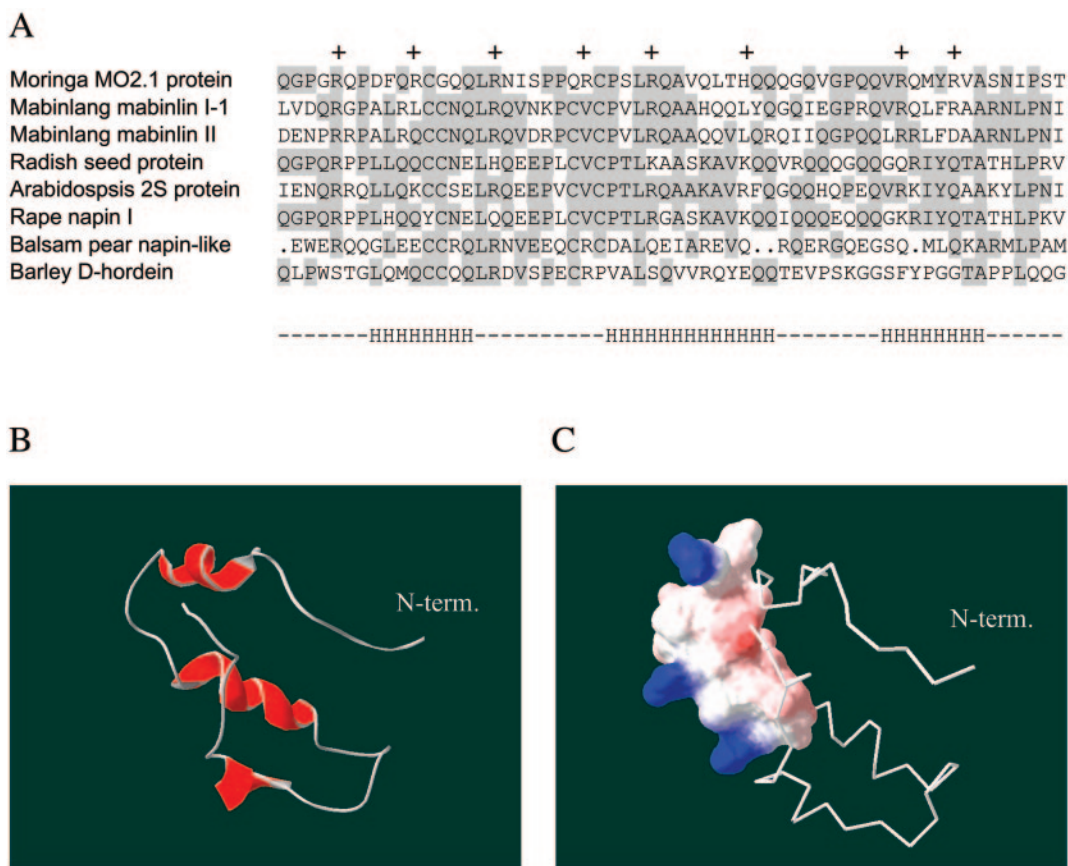 A
+ + + + + + + +
Moringa MO2.1 protein QGPGRQPDFQRCGQQLRNISPPQRCPSLRQAVQLTHQQQGQVGPQQVRQMYRVASNIPST
Mabinlang mabinlin I-1 LVDQRGPALRLCCNQLRQVNKPCVCPVLRQAAHQQLYQGQIEGPRQVRQLFRAARNLPNI
Mabinlang mabinlin II DENPRRPALRQCCNQLRQVDRPCVCPVLRQAAQQVLQRQIIQGPQQLRRLFDAARNLPNI
Radish seed protein QGPQRPPLLQQCCNELHQEEPLCVCPTLKAASKAVKQQVRQQQGQQGQRIYQTATHLPRV
Arabidospsis 2S protein IENQRRQLLQKCCSELRQEEPVCVCPTLRQAAKAVRFQGQQHQPEQVRKIYQAAKYLPNI
Rape napin I QGPQRPPLHQQYCNELQQEEPLCVCPTLRGASKAVKQQIQQQEQQQGKRIYQTATHLPKV
Balsam pear napin-like .EWERQQGLEECCRQLRNVEEQCRCDALQEIAREVQ..RQERGQEGSQ.MLQKARMLPAM
Barley D-hordein QLPWSTGLQMQCCQQLRDVSPECRPVALSQVVRQYEQQTEVPSKGGSFYPGGTAPPLQQG
-------HHHHHHHH----------HHHHHHHHHHHHH--------HHHHHHHH------
B
N-term.
C
N-term.